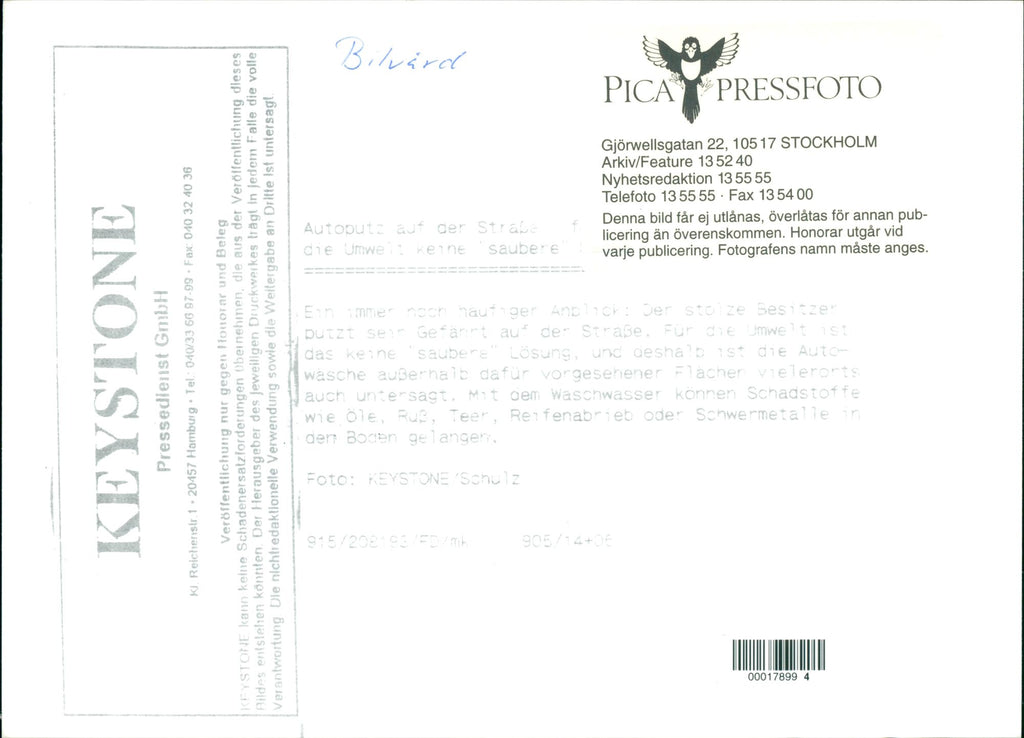 Bilvård
PICA PRESSFOTO
Gjörwellsgatan 22, 105 17 STOCKHOLM
Arkiv/Feature 13 52 40
Nyhetsredaktion 13 55 55
Telefoto 13 55 55 · Fax 13 54 00
Denna bild får ej utlånas, överlåtas för annan pub-
licering än överenskommen. Honorar utgår vid
varje publicering. Fotografens namn måste anges.
KEYSTONE
Pressedienst GmbH
Kl. Reichenstr. 1 · 20457 Hamburg · Tel.: 040/33 66 97-99 · Fax: 040 32 40 36
Veröffentlichung nur gegen Honorar und Beleg
KEYSTONE kann keine Schadenersatzforderungen übernehmen, die aus der Veröffentlichung dieses
Bildes entstehen könnten. Der Herausgeber des jeweiligen Druckwerkes trägt in jedem Falle die volle
Verantwortung. Die nichtredaktionelle Verwendung sowie die Weitergabe an Dritte ist untersagt.
Autoputz auf der Straße
die Umwelt keine "saubere"
Ein immer noch häufiger Anblick: Der stolze Besitzer
putzt sein Gefährt auf der Straße. Für die Umwelt ist
das keine "saubere" Lösung, und deshalb ist die Auto-
wäsche außerhalb dafür vorgesehener Flächen vielerorts
auch untersagt. Mit dem Waschwasser können Schadstoffe
wie Öle, Ruß, Teer, Reifenabrieb oder Schwermetalle in
den Boden gelangen.
Foto: KEYSTONE/Schulz
00017899 4